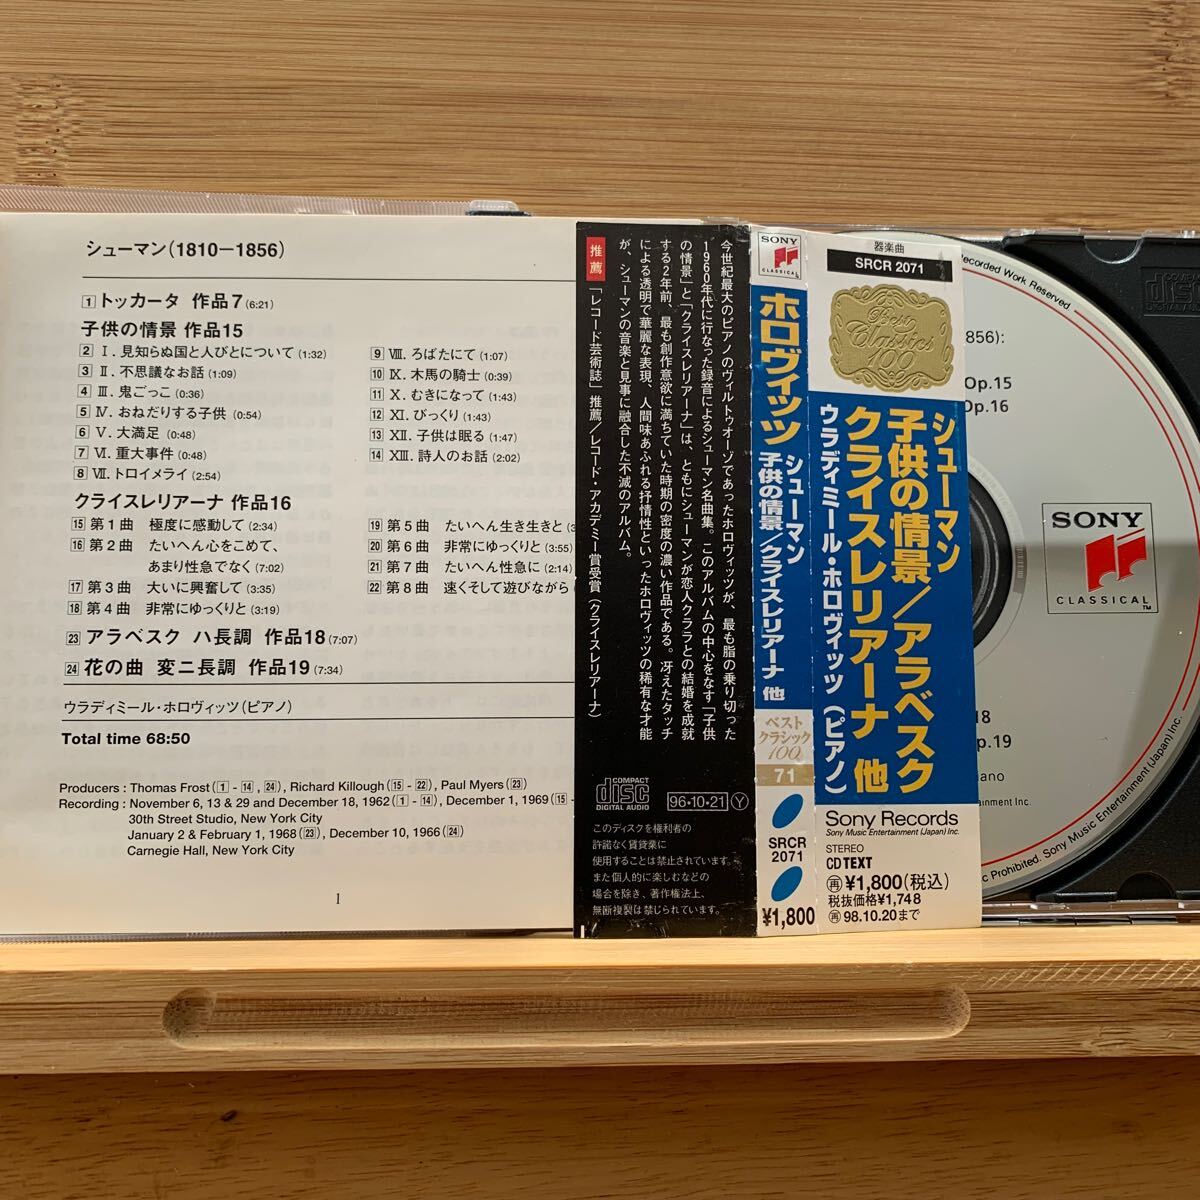 シューマン(1810―1856)
1 トッカータ 作品7 (6:21)
子供の情景 作品15
2 Ⅰ. 見知らぬ国と人びとについて (1:32)
3 Ⅱ. 不思議なお話 (1:09)
4 Ⅲ. 鬼ごっこ (0:36)
5 Ⅳ. おねだりする子供 (0:54)
6 Ⅴ. 大満足 (0:48)
7 Ⅵ. 重大事件 (0:48)
8 Ⅶ. トロイメライ (2:54)
9 Ⅷ. ろばたにて (1:07)
10 Ⅸ. 木馬の騎士 (0:39)
11 Ⅹ. むきになって (1:43)
12 Ⅺ. びっくり (1:43)
13 Ⅻ. 子供は眠る (1:47)
14 XIII. 詩人のお話 (2:02)
クライスレリアーナ 作品16
15 第1曲 極度に感動して (2:34)
16 第2曲 たいへん心をこめて、
あまり性急でなく (7:02)
17 第3曲 大いに興奮して (3:35)
18 第4曲 非常にゆっくりと (3:19)
19 第5曲 たいへん生き生きと (3
20 第6曲 非常にゆっくりと (3:55)
21 第7曲 たいへん性急に (2:14)
22 第8曲 速くそして遊びながら (
23 アラベスク ハ長調 作品18 (7:07)
24 花の曲 変ニ長調 作品19 (7:34)
ウラディミール・ホロヴィッツ(ピアノ)
Total time 68:50
Producers : Thomas Frost (1 - 14, 24), Richard Killough (15 - 22), Paul Myers (23)
Recording : November 6, 13 & 29 and December 18, 1962 (1 - 14), December 1, 1969 (15 -
30th Street Studio, New York City
January 2 & February 1, 1968 (23), December 10, 1966 (24)
Carnegie Hall, New York City
1
今世紀最大のピアノのヴィルトゥオーゾであったホロヴィッツが、最も脂の乗り切った
1960年代に行なった録音によるシューマン名曲集。このアルバムの中心をなす「子供
の情景」と「クライスレリアーナ」は、ともにシューマンが恋人クララとの結婚を成就
する2年前、最も創作意欲に満ちていた時期の密度の濃い作品である。冴えたタッチ
による透明で華麗な表現、人間味あふれる抒情性といったホロヴィッツの稀有な才能
が、シューマンの音楽と見事に融合した不滅のアルバム。
推薦 「レコード芸術誌」推薦／レコード・アカデミー賞受賞(クライスレリアーナ)
COMPACT
disc
DIGITAL AUDIO
96・10・21 Y
このディスクを権利者の
許諾なく賃貸業に
使用することは禁止されています。
また個人的に楽しむなどの
場合を除き、著作権法上、
無断複製は禁じられています。
SONY
CLASSICAL
ホロヴィッツ
シューマン
子供の情景／クライスレリアーナ 他
ベスト
クラシック
100
71
SRCR
2071
¥1,800
器楽曲
SRCR 2071
Best
Classics
100
シューマン
子供の情景／アラベスク
クライスレリアーナ 他
ウラディミール・ホロヴィッツ(ピアノ)
Sony Records
Sony Music Entertainment (Japan) Inc.
STEREO
CD TEXT
再 ¥1,800(税込)
税抜価格¥1,748
再 98.10.20まで
ecorded Work Reserved
856):
Op.15
Op.16
SONY
CLASSICAL TM
18
p.19
iano
ainment Inc.
c Prohibited. Sony Music Entertainment (Japan) Inc.
COMPACT
disc
DIGITAL AUDIO